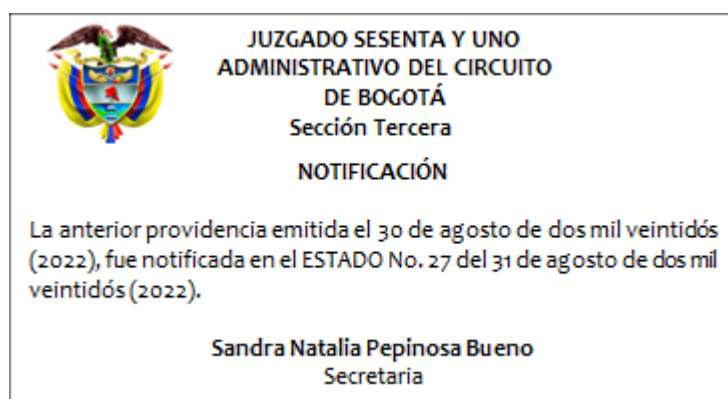 JUZGADO SESENTA Y UNO
ADMINISTRATIVO DEL CIRCUITO
DE BOGOTÁ
Sección Tercera
NOTIFICACIÓN
La anterior providencia emitida el 30 de agosto de dos mil veintidós
(2022), fue notificada en el ESTADO No. 27 del 31 de agosto de dos mil
veintidós (2022).
Sandra Natalia Pepinosa Bueno
Secretaria